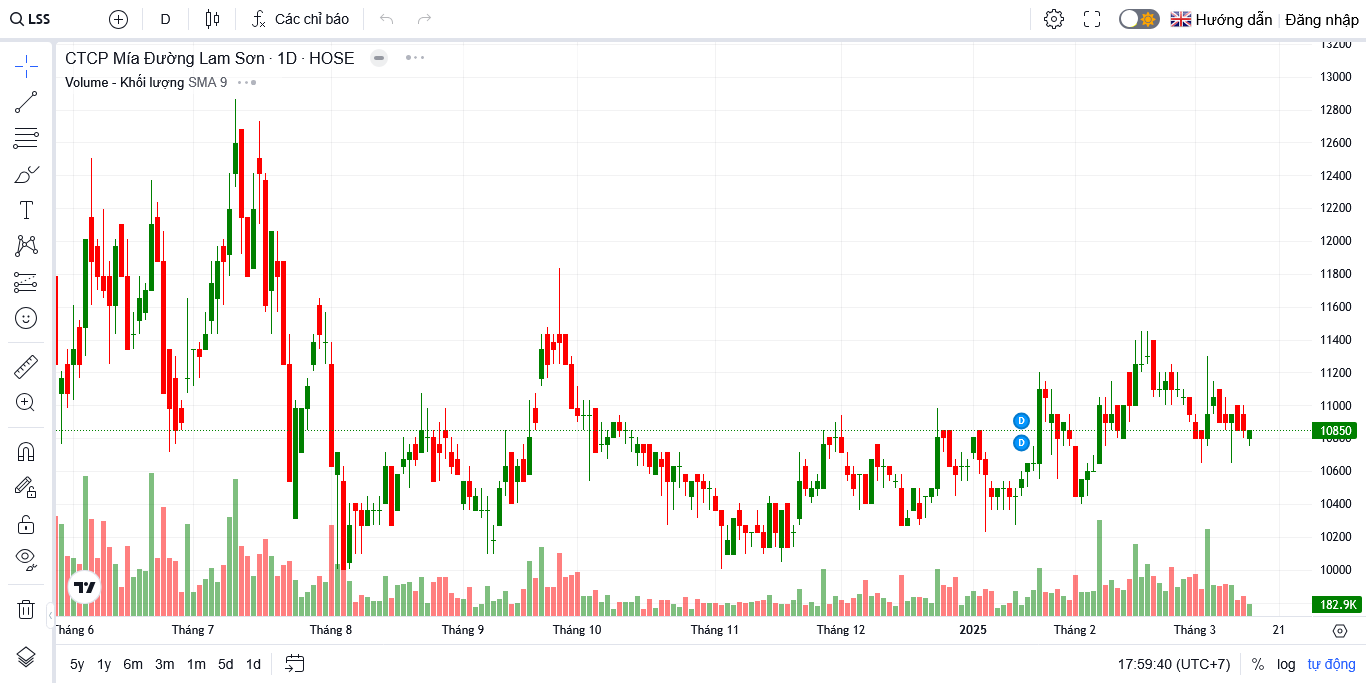 LSS
D
Các chỉ báo
Hướng dẫn
Đăng nhập
CTCP Mía Đường Lam Sơn · 1D · HOSE
Volume - Khối lượng SMA 9
13200
13000
12800
12600
12400
12200
12000
11800
11600
11400
11200
11000
10850
10800
10600
10400
10200
10000
182.9K
D
D
Tháng 6
Tháng 7
Tháng 8
Tháng 9
Tháng 10
Tháng 11
Tháng 12
2025
Tháng 2
Tháng 3
21
5y 1y 6m 3m 1m 5d 1d
17:59:40 (UTC+7)
% log tự động